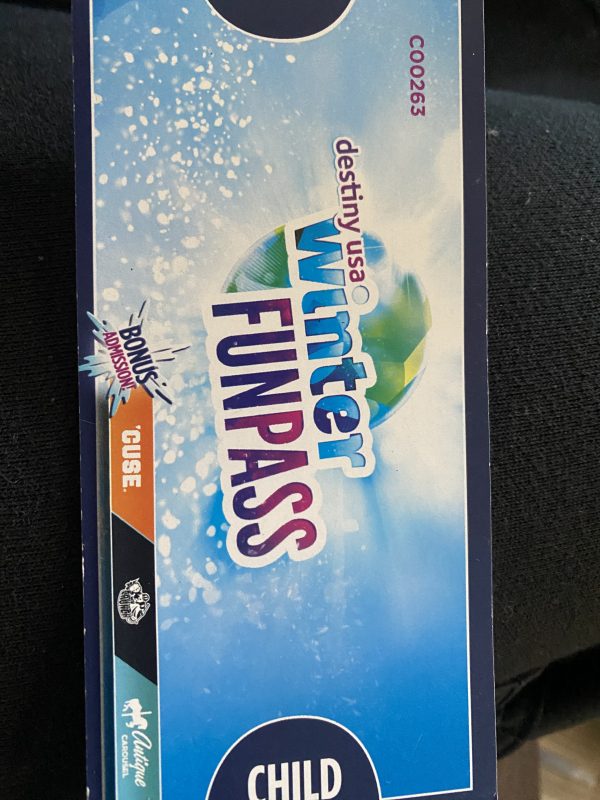 C00263
destiny usa
Winter
FUNPASS
BONUS
ADMISSION!
'CUSE.
Antique
CAROUSEL
CHILD